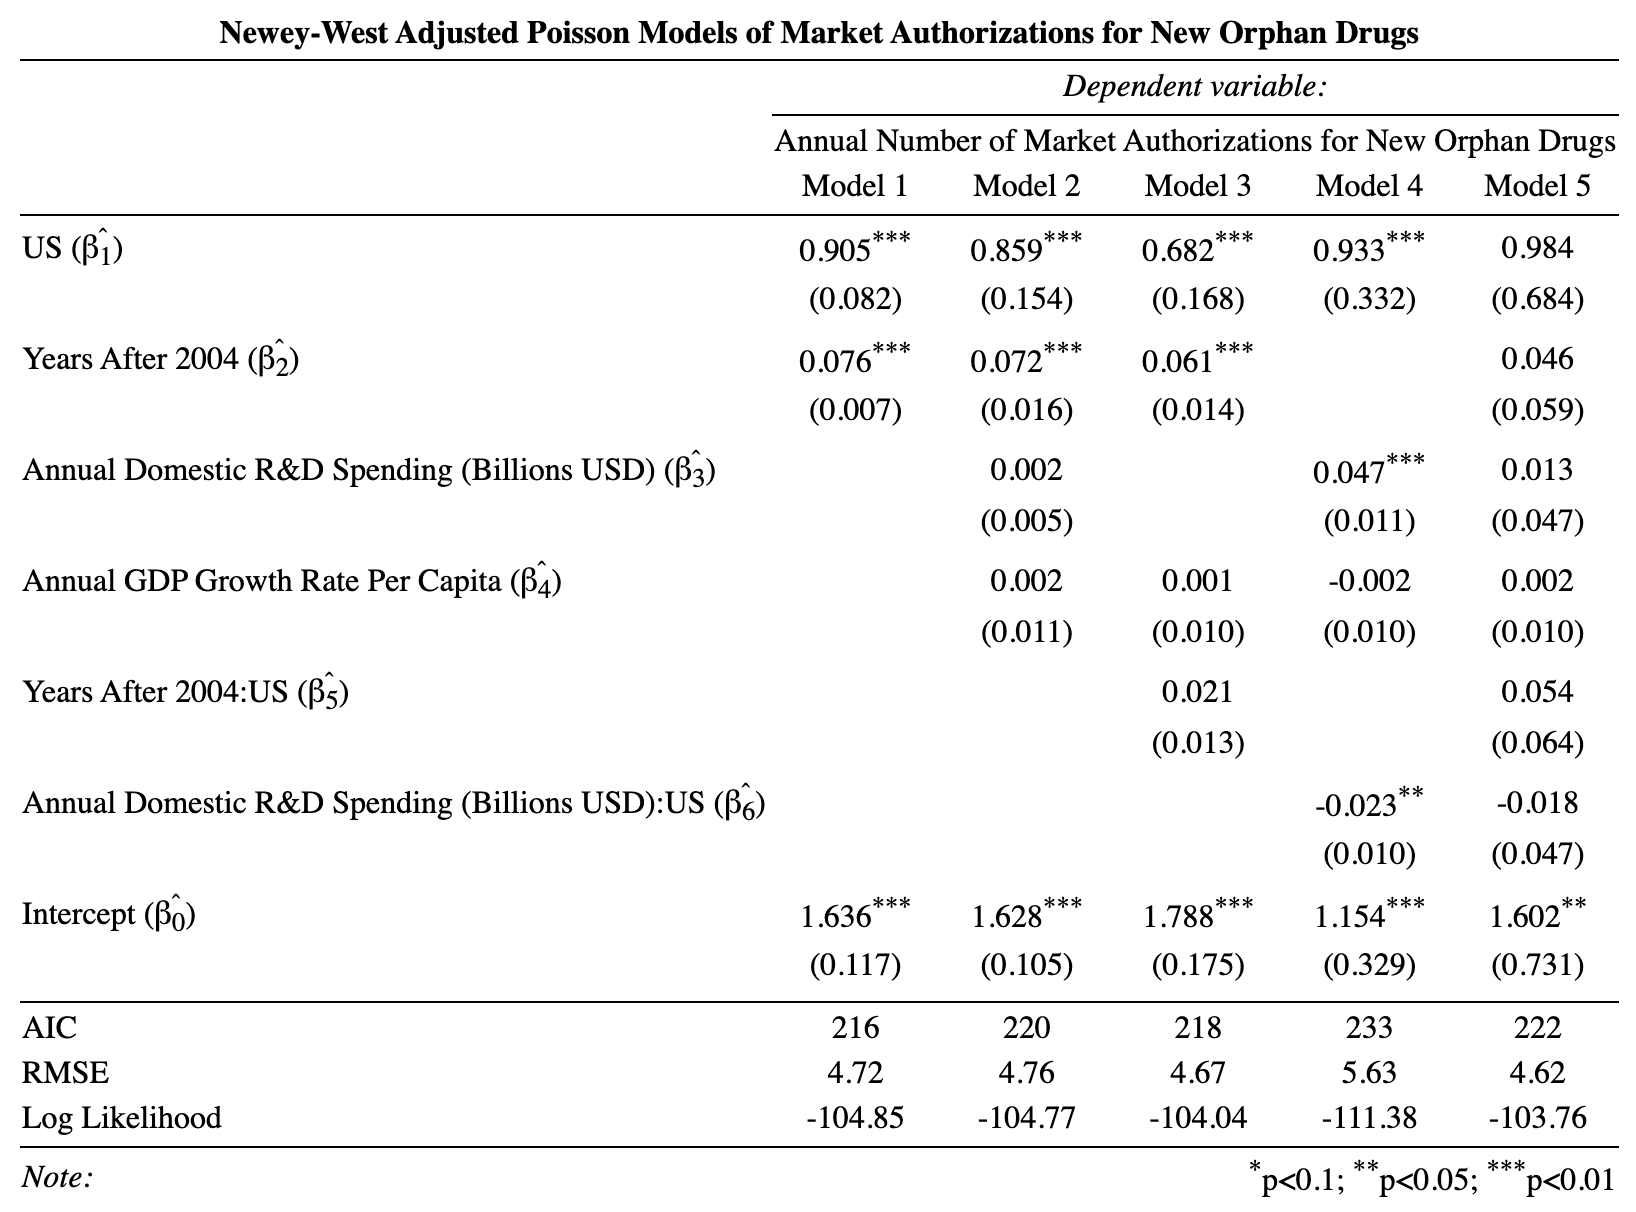 Newey-West Adjusted Poisson Models of Market Authorizations for New Orphan Drugs
Dependent variable:
Annual Number of Market Authorizations for New Orphan Drugs
Model 1 Model 2 Model 3 Model 4 Model 5
US (β̂1) 0.905*** 0.859*** 0.682*** 0.933*** 0.984
(0.082) (0.154) (0.168) (0.332) (0.684)
Years After 2004 (β̂2) 0.076*** 0.072*** 0.061*** 0.046
(0.007) (0.016) (0.014) (0.059)
Annual Domestic R&D Spending (Billions USD) (β̂3) 0.002 0.047*** 0.013
(0.005) (0.011) (0.047)
Annual GDP Growth Rate Per Capita (β̂4) 0.002 0.001 -0.002 0.002
(0.011) (0.010) (0.010) (0.010)
Years After 2004:US (β̂5) 0.021 0.054
(0.013) (0.064)
Annual Domestic R&D Spending (Billions USD):US (β̂6) -0.023** -0.018
(0.010) (0.047)
Intercept (β̂0) 1.636*** 1.628*** 1.788*** 1.154*** 1.602**
(0.117) (0.105) (0.175) (0.329) (0.731)
AIC 216 220 218 233 222
RMSE 4.72 4.76 4.67 5.63 4.62
Log Likelihood -104.85 -104.77 -104.04 -111.38 -103.76
Note: *p<0.1; **p<0.05; ***p<0.01